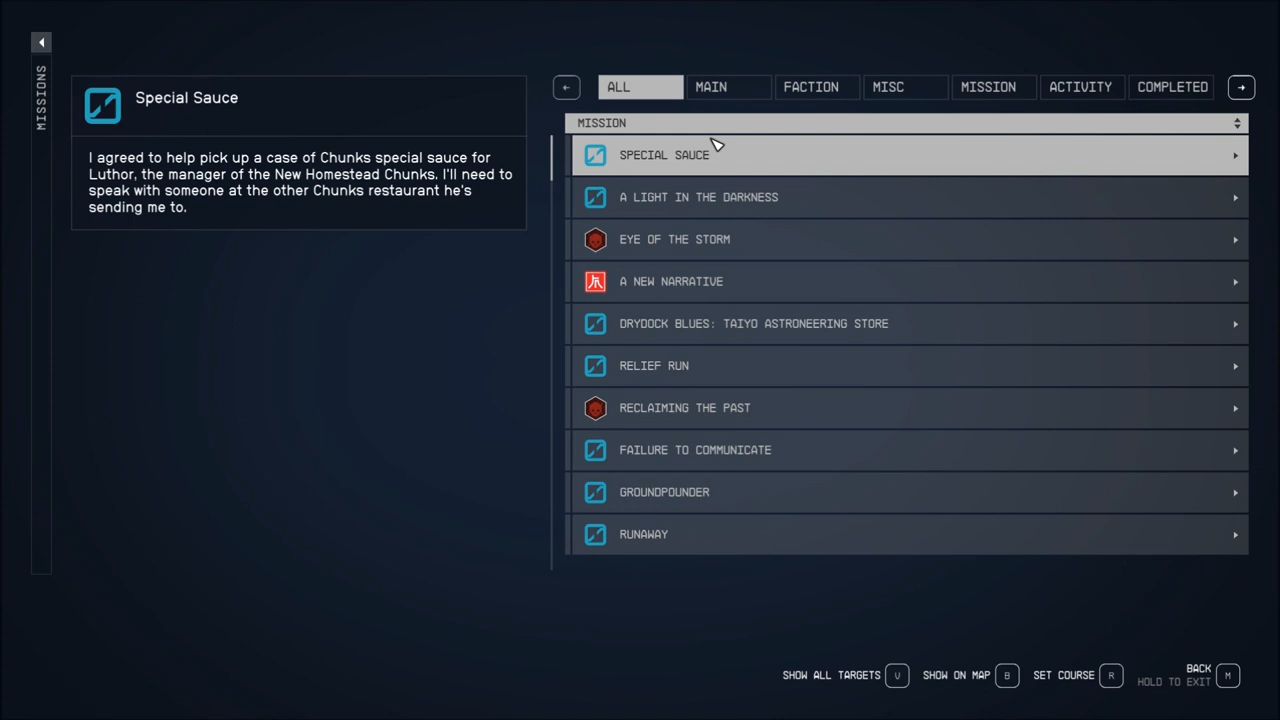 MISSIONS
Special Sauce
I agreed to help pick up a case of Chunks special sauce for
Luthor, the manager of the New Homestead Chunks. I'll need to
speak with someone at the other Chunks restaurant he's
sending me to.
ALL MAIN FACTION MISC MISSION ACTIVITY COMPLETED
MISSION
SPECIAL SAUCE
A LIGHT IN THE DARKNESS
EYE OF THE STORM
A NEW NARRATIVE
DRYDOCK BLUES: TAIYO ASTRONEERING STORE
RELIEF RUN
RECLAIMING THE PAST
FAILURE TO COMMUNICATE
GROUNDPOUNDER
RUNAWAY
SHOW ALL TARGETS V SHOW ON MAP B SET COURSE R BACK M
HOLD TO EXIT